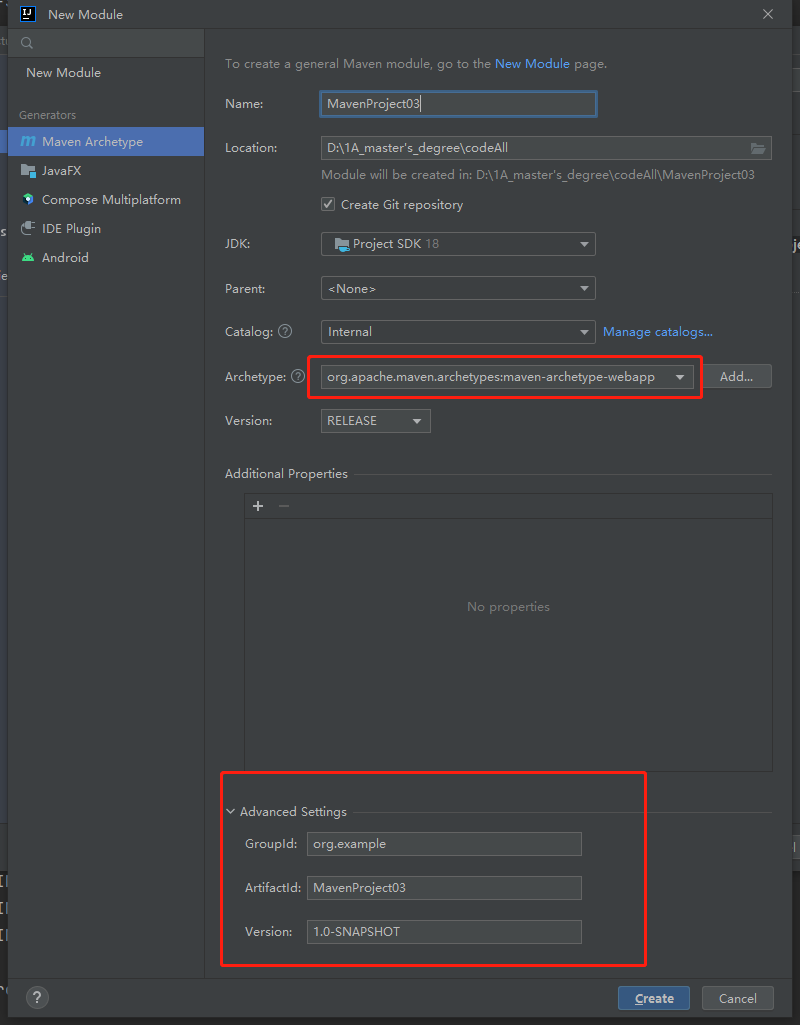 New Module
New Module
Generators
Maven Archetype
JavaFX
Compose Multiplatform
IDE Plugin
Android
To create a general Maven module, go to the New Module page.
Name: MavenProject03
Location: D:\1A_master's_degree\codeAll
Module will be created in: D:\1A_master's_degree\codeAll\MavenProject03
Create Git repository
JDK: Project SDK 18
Parent: <None>
Catalog: ? Internal Manage catalogs...
Archetype: ? org.apache.maven.archetypes:maven-archetype-webapp Add...
Version: RELEASE
Additional Properties
No properties
Advanced Settings
GroupId: org.example
ArtifactId: MavenProject03
Version: 1.0-SNAPSHOT
? Create Cancel